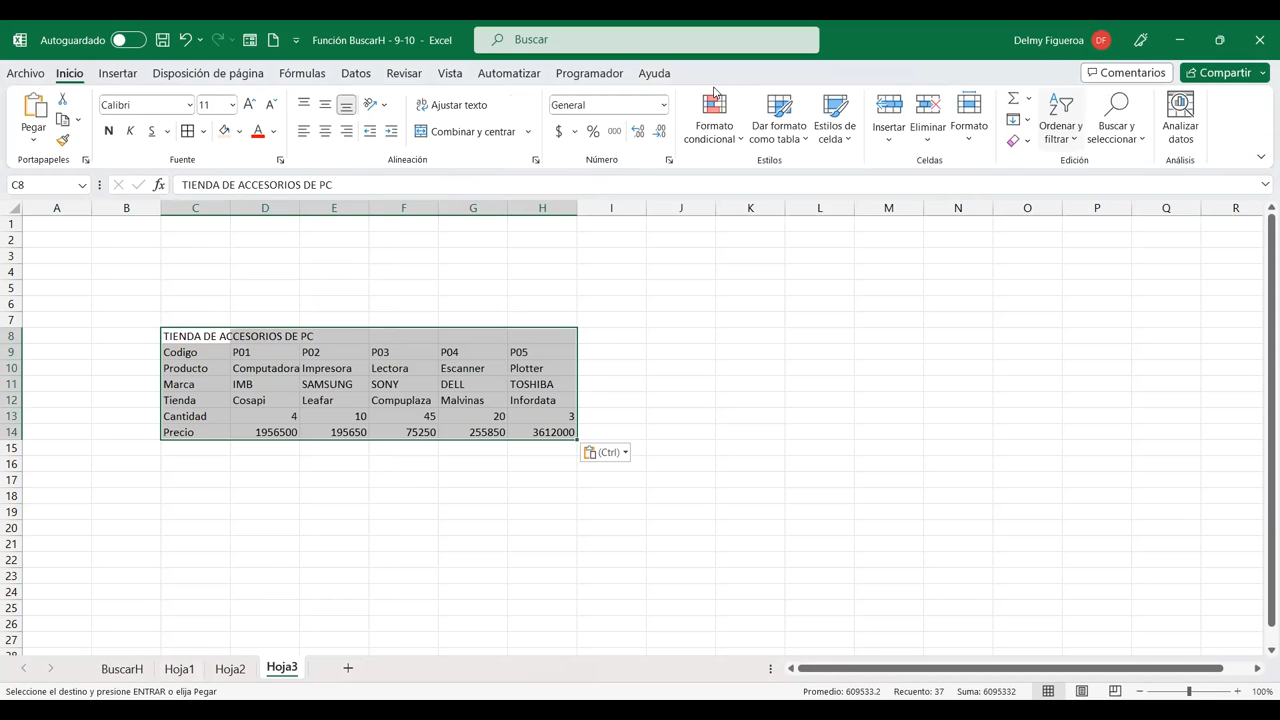 Autoguardado Función BuscarH - 9-10 - Excel Buscar Delmy Figueroa DF
Archivo Inicio Insertar Disposición de página Fórmulas Datos Revisar Vista Automatizar Programador Ayuda Comentarios Compartir
Pegar Calibri 11 Ajustar texto General
N K S A Combinar y centrar $ % 000
Formato condicional Dar formato como tabla Estilos de celda Insertar Eliminar Formato Ordenar y filtrar Buscar y seleccionar Analizar datos
Portapapeles Fuente Alineación Número Estilos Celdas Edición Análisis
C8 fx TIENDA DE ACCESORIOS DE PC
A B C D E F G H I J K L M N O P Q R
1
2
3
4
5
6
7
8 TIENDA DE ACCESORIOS DE PC
9 Codigo P01 P02 P03 P04 P05
10 Producto Computadora Impresora Lectora Escanner Plotter
11 Marca IMB SAMSUNG SONY DELL TOSHIBA
12 Tienda Cosapi Leafar Compuplaza Malvinas Infordata
13 Cantidad 4 10 45 20 3
14 Precio 1956500 195650 75250 255850 3612000
15 (Ctrl)
16
17
18
19
20
21
22
23
24
25
26
27
BuscarH Hoja1 Hoja2 Hoja3
Seleccione el destino y presione ENTRAR o elija Pegar Promedio: 609533.2 Recuento: 37 Suma: 6095332 100%